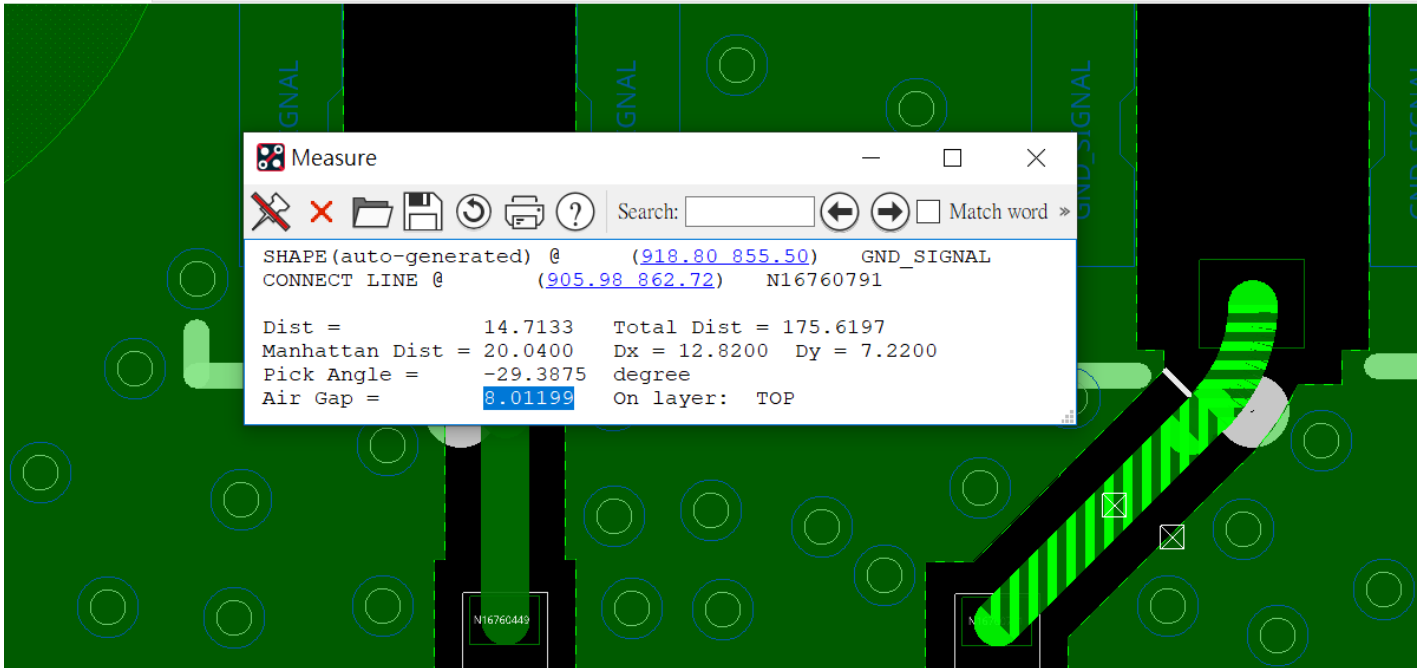 GNAL
GNAL
GND_SIGNAL
Measure
Search:
Match word »
SHAPE(auto-generated) @ (918.80 855.50) GND_SIGNAL
CONNECT LINE @ (905.98 862.72) N16760791
Dist = 14.7133 Total Dist = 175.6197
Manhattan Dist = 20.0400 Dx = 12.8200 Dy = 7.2200
Pick Angle = -29.3875 degree
Air Gap = 8.01199 On layer: TOP
N16760449